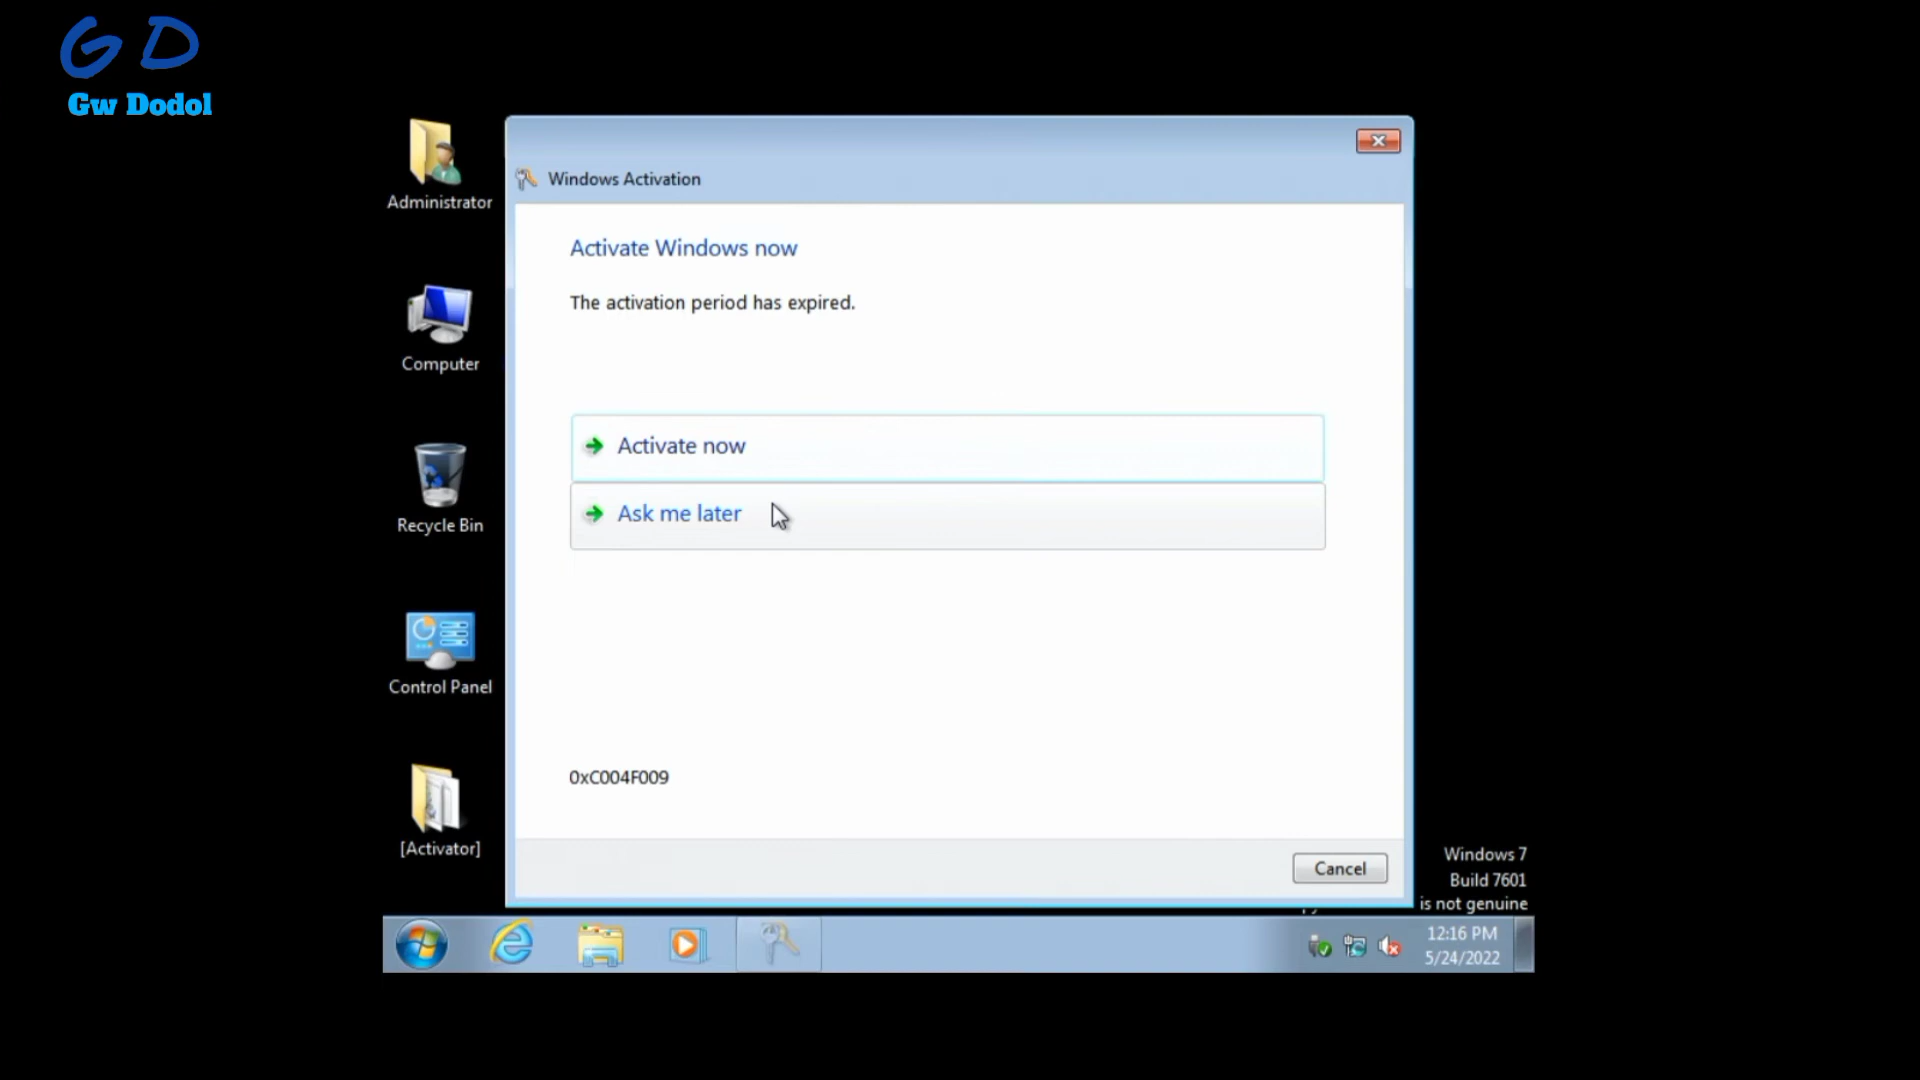 G D
Gw Dodol
Administrator
Computer
Recycle Bin
Control Panel
[Activator]
Windows Activation
Activate Windows now
The activation period has expired.
Activate now
Ask me later
0xC004F009
Cancel
Windows 7
Build 7601
is not genuine
12:16 PM
5/24/2022